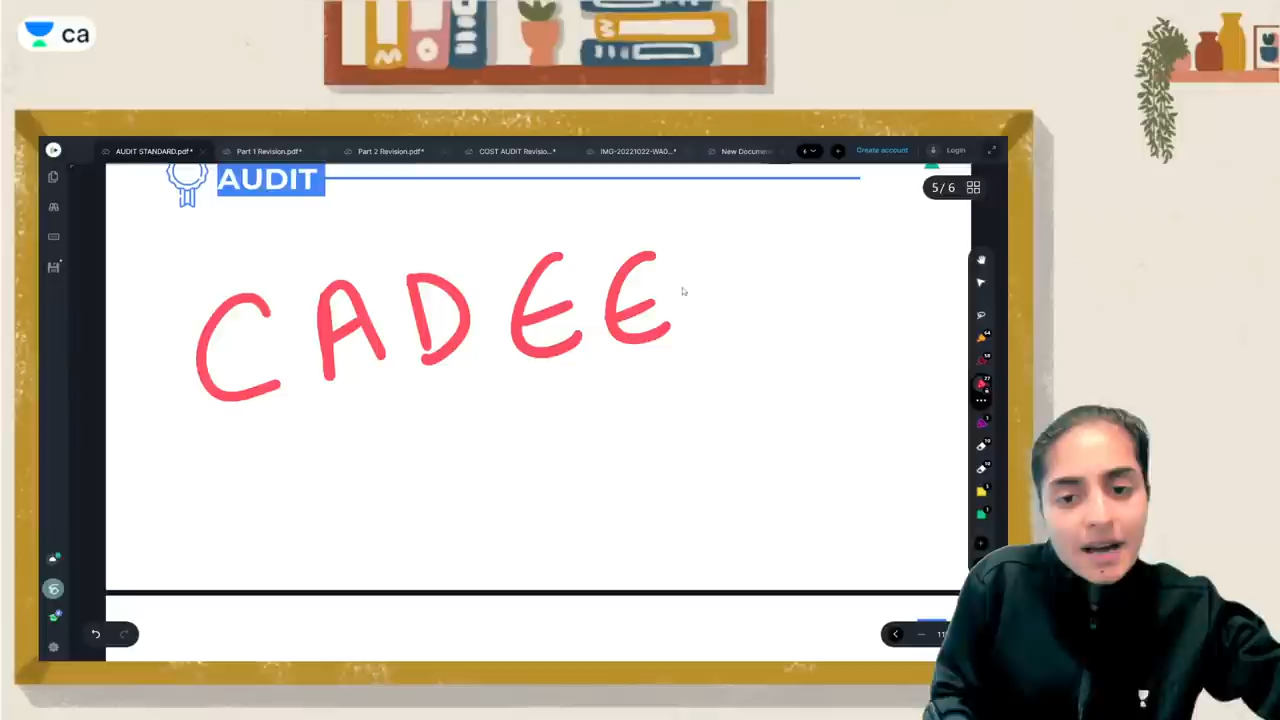 ca
AUDIT STANDARD.pdf*
Part 1 Revision.pdf*
Part 2 Revision.pdf*
COST AUDIT Revisio...*
IMG-20221022-WA0...*
New Documen
Create account
Login
AUDIT
5/6
CADEE